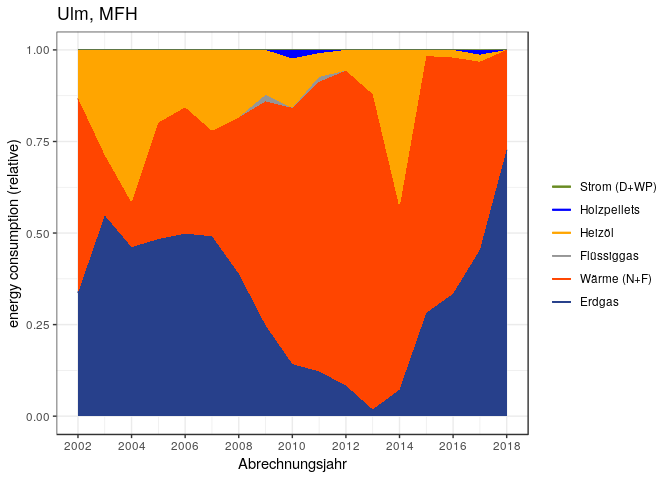 Ulm, MFH
energy consumption (relative)
1.00
0.75
0.50
0.25
0.00
2002 2004 2006 2008 2010 2012 2014 2016 2018
Abrechnungsjahr
Strom (D+WP)
Holzpellets
Heizöl
Flüssiggas
Wärme (N+F)
Erdgas